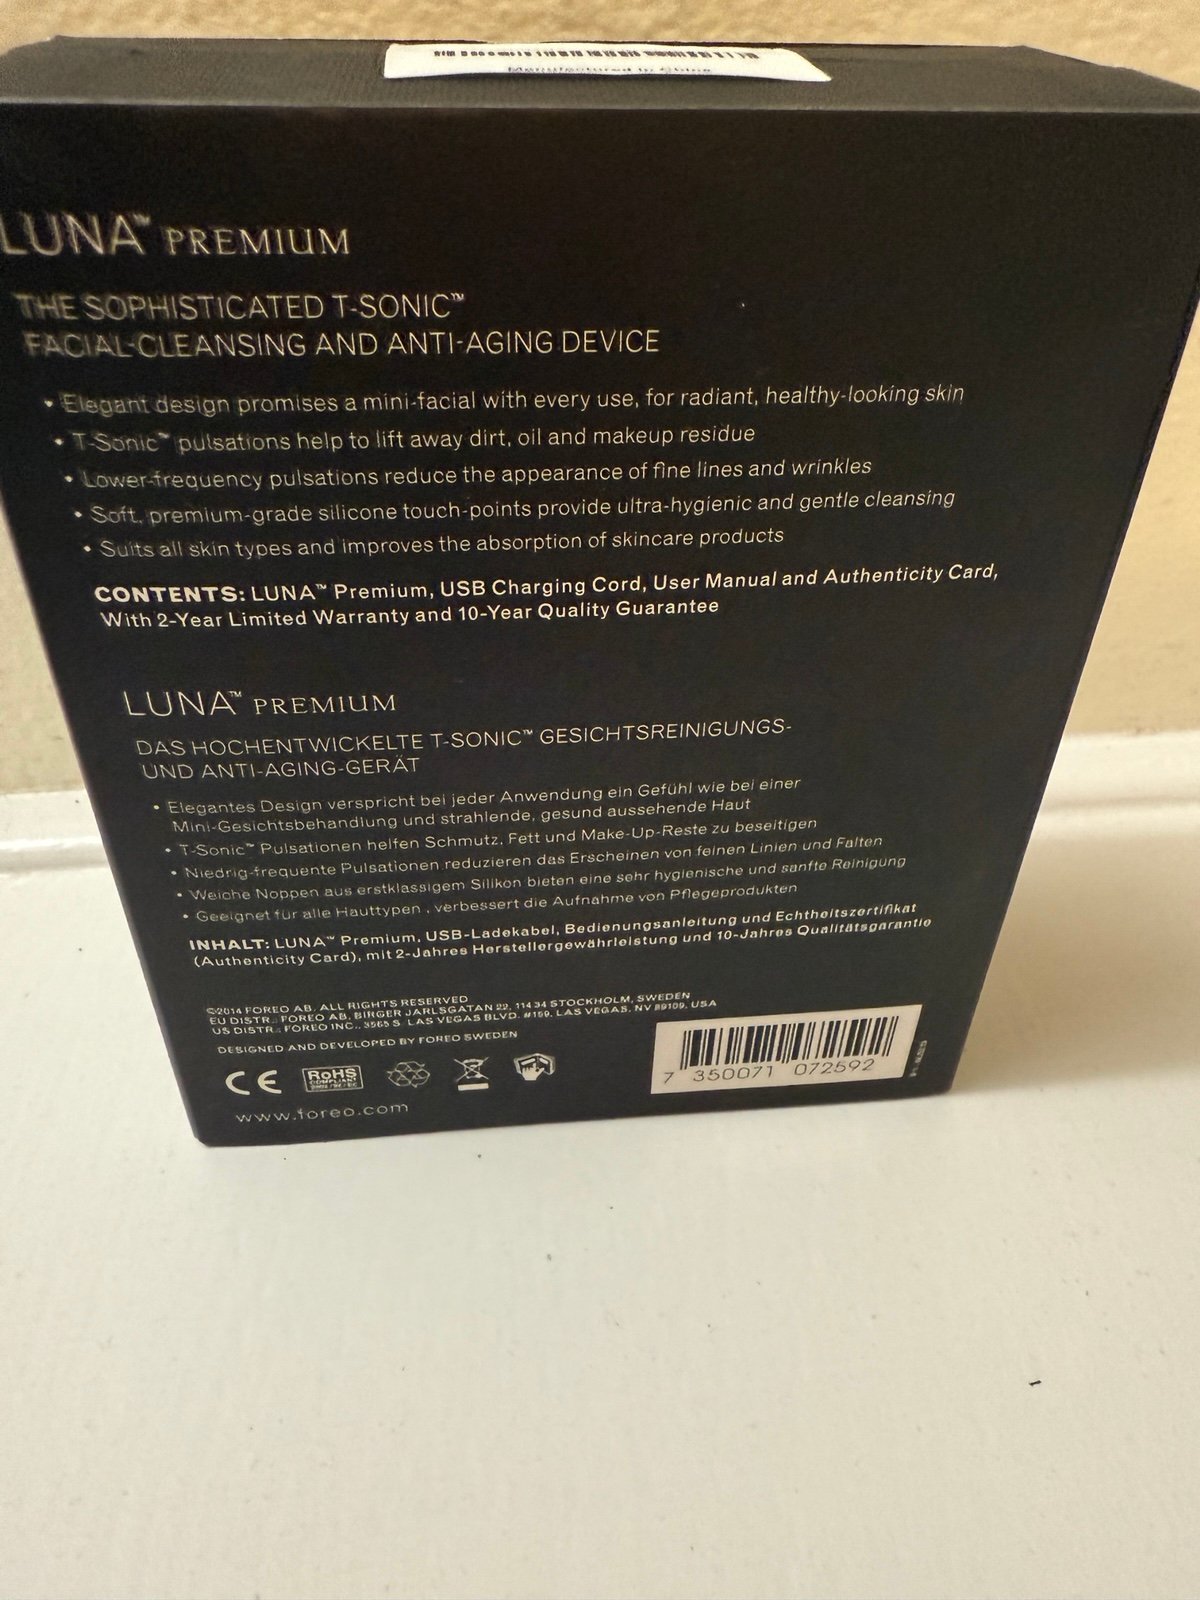 Manufactured in China
LUNA™ PREMIUM
THE SOPHISTICATED T-SONIC™
FACIAL-CLEANSING AND ANTI-AGING DEVICE
• Elegant design promises a mini-facial with every use, for radiant, healthy-looking skin
• T-Sonic™ pulsations help to lift away dirt, oil and makeup residue
• Lower-frequency pulsations reduce the appearance of fine lines and wrinkles
• Soft, premium-grade silicone touch-points provide ultra-hygienic and gentle cleansing
• Suits all skin types and improves the absorption of skincare products
CONTENTS: LUNA™ Premium, USB Charging Cord, User Manual and Authenticity Card,
With 2-Year Limited Warranty and 10-Year Quality Guarantee
LUNA™ PREMIUM
DAS HOCHENTWICKELTE T-SONIC™ GESICHTSREINIGUNGS-
UND ANTI-AGING-GERÄT
• Elegantes Design verspricht bei jeder Anwendung ein Gefühl wie bei einer
Mini-Gesichtsbehandlung und strahlende, gesund aussehende Haut
• T-Sonic™ Pulsationen helfen Schmutz, Fett und Make-Up-Reste zu beseitigen
• Niedrig-frequente Pulsationen reduzieren das Erscheinen von feinen Linien und Falten
• Weiche Noppen aus erstklassigem Silikon bieten eine sehr hygienische und sanfte Reinigung
• Geeignet für alle Hauttypen , verbessert die Aufnahme von Pflegeprodukten
INHALT: LUNA™ Premium, USB-Ladekabel, Bedienungsanleitung und Echtheitszertifikat
(Authenticity Card), mit 2-Jahres Herstellergewährleistung und 10-Jahres Qualitätsgarantie
©2014 FOREO AB. ALL RIGHTS RESERVED
EU DISTR.: FOREO AB, BIRGER JARLSGATAN 22, 114 34 STOCKHOLM, SWEDEN
US DISTR.: FOREO INC., 3565 S LAS VEGAS BLVD. #159, LAS VEGAS, NV 89109, USA
DESIGNED AND DEVELOPED BY FOREO SWEDEN
CE RoHS
COMPLIANT
7 350071 072592
www.foreo.com